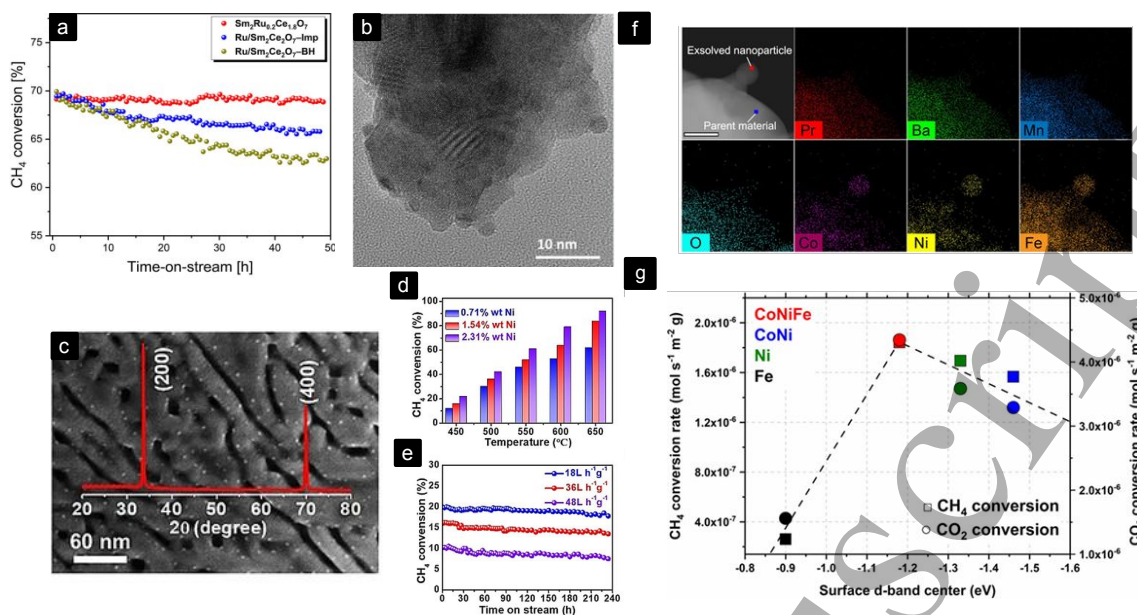 a
Sm₂Ru₀.₂Ce₁.₈O₇
Ru/Sm₂Ce₂O₇–Imp
Ru/Sm₂Ce₂O₇–BH
CH₄ conversion [%]
75
70
65
60
55
0 10 20 30 40 50
Time-on-stream [h]
b
10 nm
f
Exsolved nanoparticle
Parent material
Pr
Ba
Mn
O
Co
Ni
Fe
c
(200)
(400)
20 30 40 50 60 70 80
2θ (degree)
60 nm
d
0.71% wt Ni
1.54% wt Ni
2.31% wt Ni
CH₄ convension (%)
100
80
60
40
20
0
450 500 550 600 650
Temperature (°C)
e
18L h⁻¹g⁻¹
36L h⁻¹g⁻¹
48L h⁻¹g⁻¹
CH₄ convension (%)
30
25
20
15
10
5
0
0 30 60 90 120 150 180 210 240
Time on stream (h)
g
CoNiFe
CoNi
Ni
Fe
CH₄ conversion rate (mol s⁻¹ m⁻² g)
2.0x10⁻⁶
1.6x10⁻⁶
1.2x10⁻⁶
8.0x10⁻⁷
4.0x10⁻⁷
CH₄ conversion
CO₂ conversion
5.0x10⁻⁶
4.0x10⁻⁶
3.0x10⁻⁶
2.0x10⁻⁶
1.0x10⁻⁶
CO₂ conversion rate (mol s⁻¹ m⁻² g)
-0.8 -0.9 -1.0 -1.1 -1.2 -1.3 -1.4 -1.5 -1.6
Surface d-band center (eV)